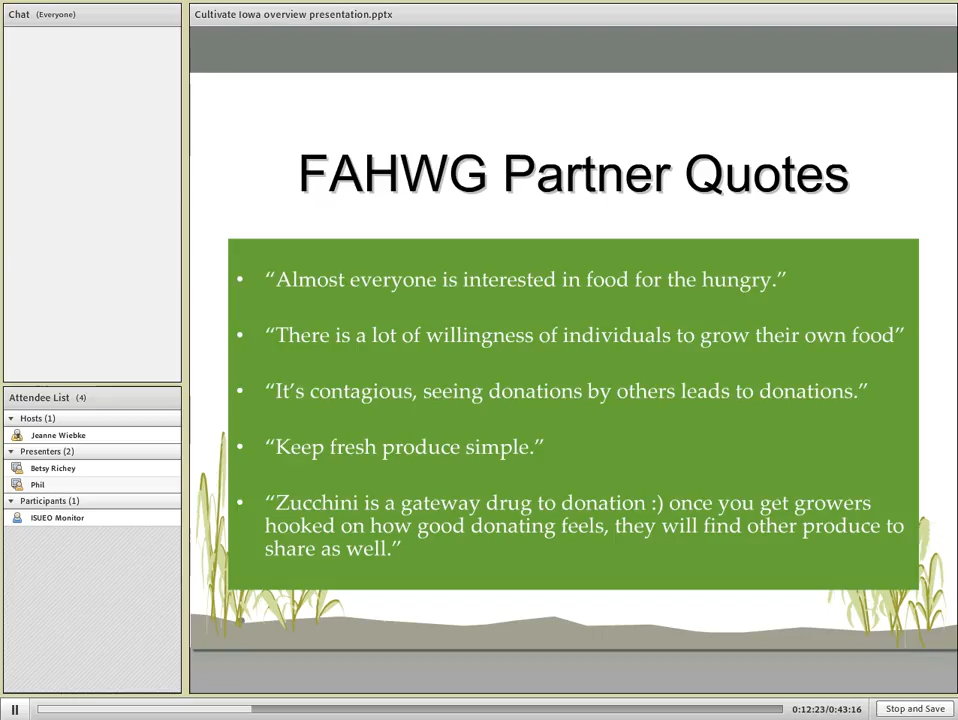 Chat (Everyone)
Cultivate Iowa overview presentation.pptx
FAHWG Partner Quotes
• “Almost everyone is interested in food for the hungry.”
• “There is a lot of willingness of individuals to grow their own food”
• “It’s contagious, seeing donations by others leads to donations.”
• “Keep fresh produce simple.”
• “Zucchini is a gateway drug to donation :) once you get growers
hooked on how good donating feels, they will find other produce to
share as well.”
Attendee List (4)
Hosts (1)
Jeanne Wiebke
Presenters (2)
Betsy Richey
Phil
Participants (1)
ISUEO Monitor
0:12:23/0:43:16
Stop and Save